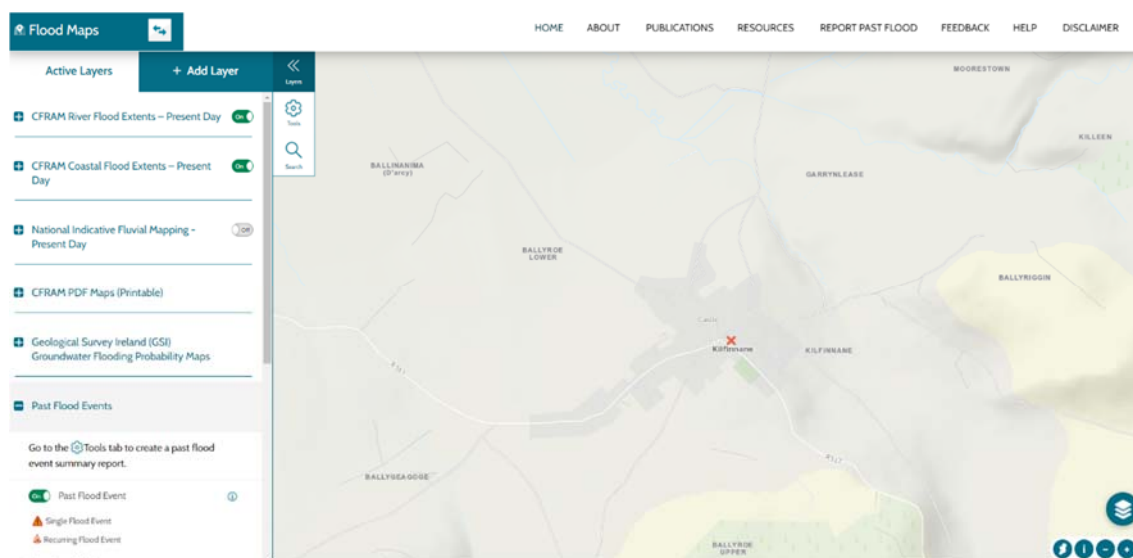 Flood Maps
HOME ABOUT PUBLICATIONS RESOURCES REPORT PAST FLOOD FEEDBACK HELP DISCLAIMER
Active Layers
+ Add Layer
Layers
Tools
Search
CFRAM River Flood Extents – Present Day
On
CFRAM Coastal Flood Extents – Present
Day
On
National Indicative Fluvial Mapping -
Present Day
Off
CFRAM PDF Maps (Printable)
Geological Survey Ireland (GSI)
Groundwater Flooding Probability Maps
Past Flood Events
Go to the Tools tab to create a past flood
event summary report.
On
Past Flood Event
Single Flood Event
Recurring Flood Event
MOORESTOWN
KILLEEN
BALLINANIMA
(D'arcy)
GARRYNLEASE
BALLYROE
LOWER
BALLYRIGGIN
Kilfinnane
KILFINNANE
BALLYGEAGOGE
BALLYROE
UPPER